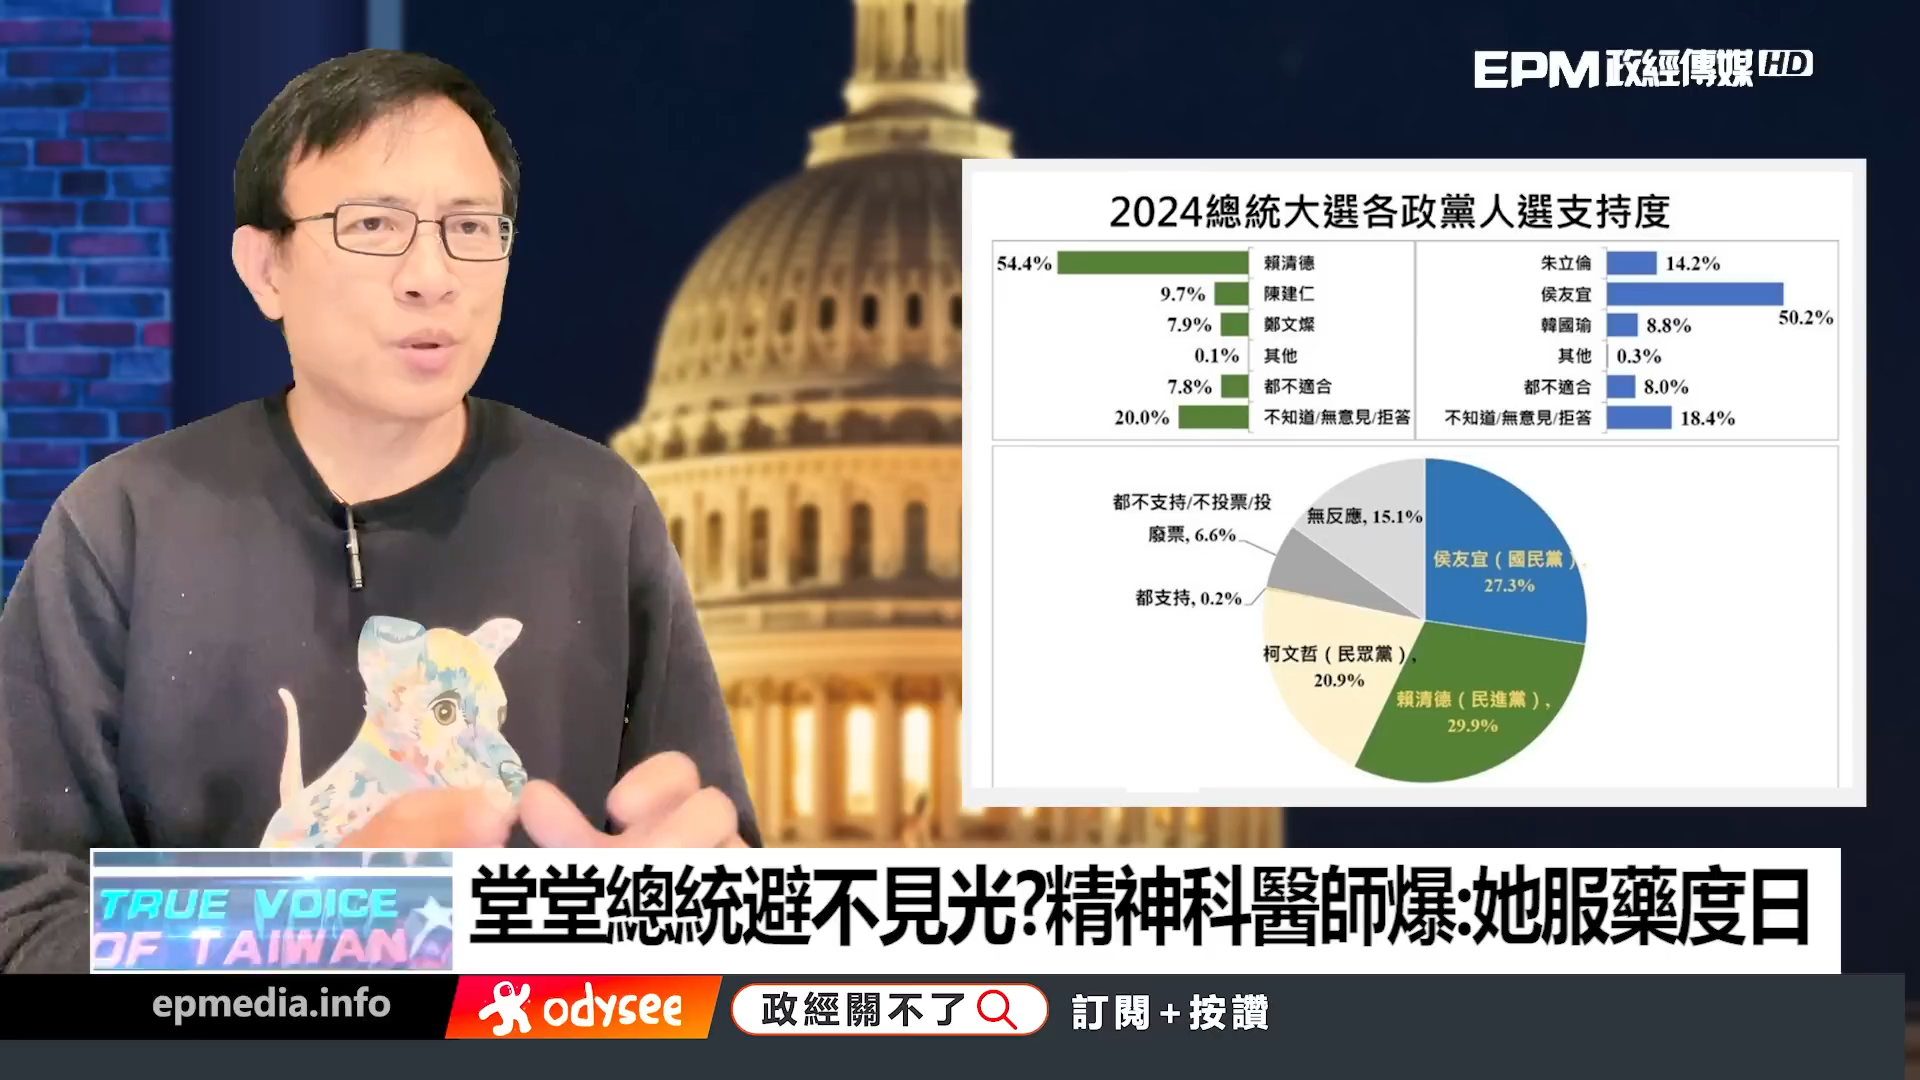 EPM政經傳媒HD
2024總統大選各政黨人選支持度
54.4% 賴清德
9.7% 陳建仁
7.9% 鄭文燦
0.1% 其他
7.8% 都不適合
20.0% 不知道/無意見/拒答
朱立倫 14.2%
侯友宜 50.2%
韓國瑜 8.8%
其他 0.3%
都不適合 8.0%
不知道/無意見/拒答 18.4%
都不支持/不投票/投
廢票, 6.6%
無反應, 15.1%
侯友宜（國民黨）,
27.3%
都支持, 0.2%
柯文哲（民眾黨）,
20.9%
賴清德（民進黨）,
29.9%
TRUE VOICE
OF TAIWAN
堂堂總統避不見光?精神科醫師爆:她服藥度日
epmedia.info
odysee
政經關不了
訂閱+按讚